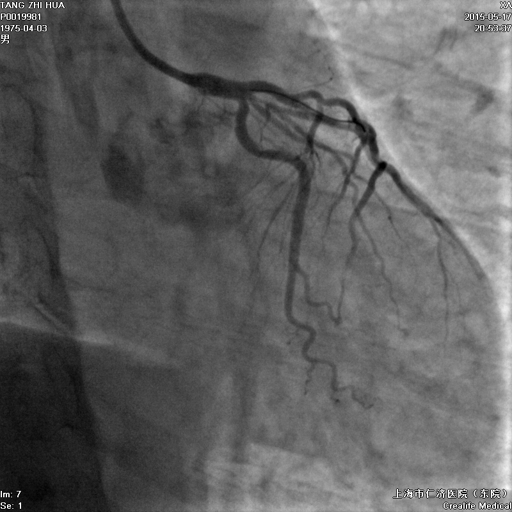 TANG ZHI HUA
P0019981
1975-04-03
男
XA
2015-05-17
20:53:37
Im: 7
Se: 1
上海市仁济医院（东院）
Crealife Medical